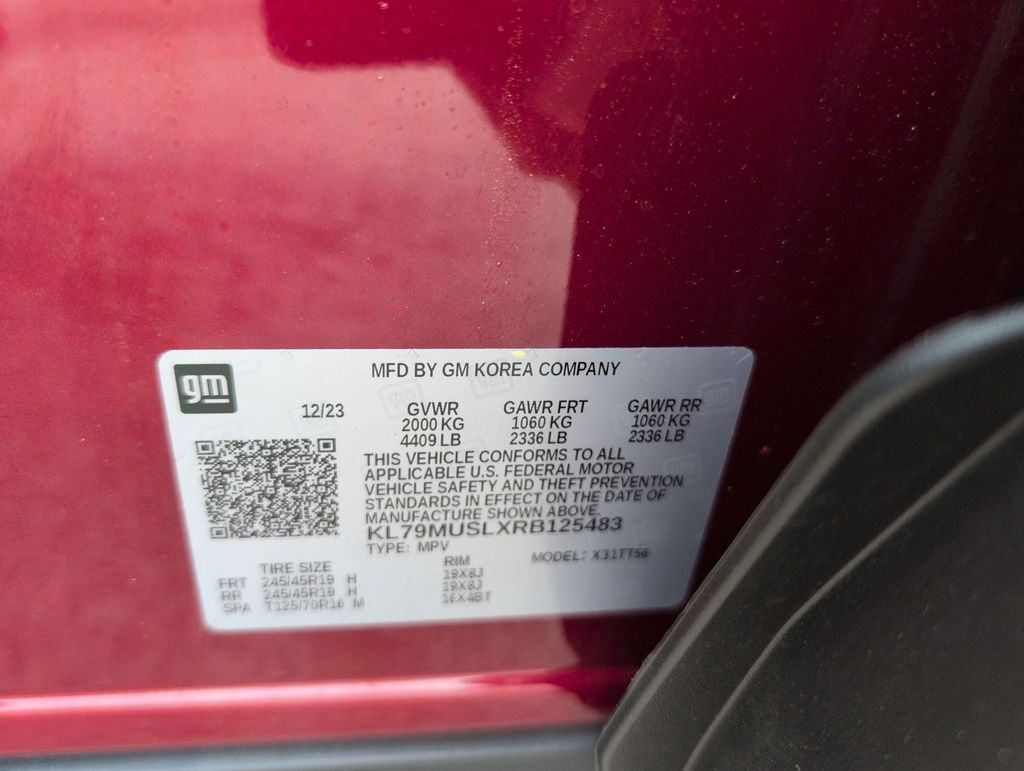 gm
MFD BY GM KOREA COMPANY
12/23
GVWR GAWR FRT GAWR RR
2000 KG 1060 KG 1060 KG
4409 LB 2336 LB 2336 LB
THIS VEHICLE CONFORMS TO ALL
APPLICABLE U.S. FEDERAL MOTOR
VEHICLE SAFETY AND THEFT PREVENTION
STANDARDS IN EFFECT ON THE DATE OF
MANUFACTURE SHOWN ABOVE.
KL79MUSLXRB125483
TYPE: MPV MODEL: X31TT56
TIRE SIZE RIM
FRT 245/45R19 H 19X8J
RR 245/45R19 H 19X8J
SPA T125/70R16 M 16X4BT